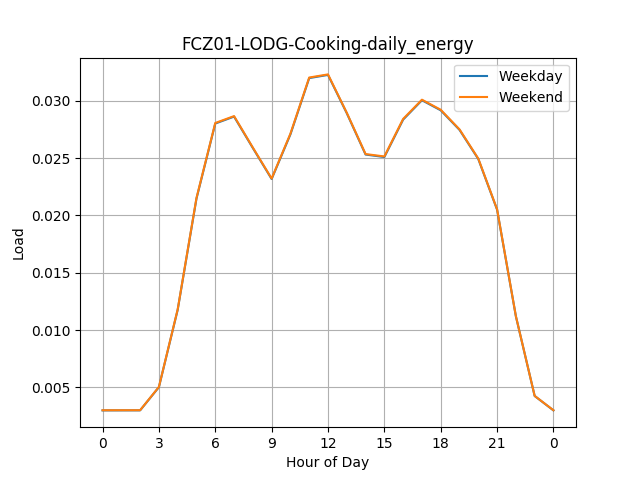 FCZ01-LODG-Cooking-daily_energy
Weekday
Weekend
0.030
0.025
0.020
0.015
0.010
0.005
Load
0 3 6 9 12 15 18 21 0
Hour of Day